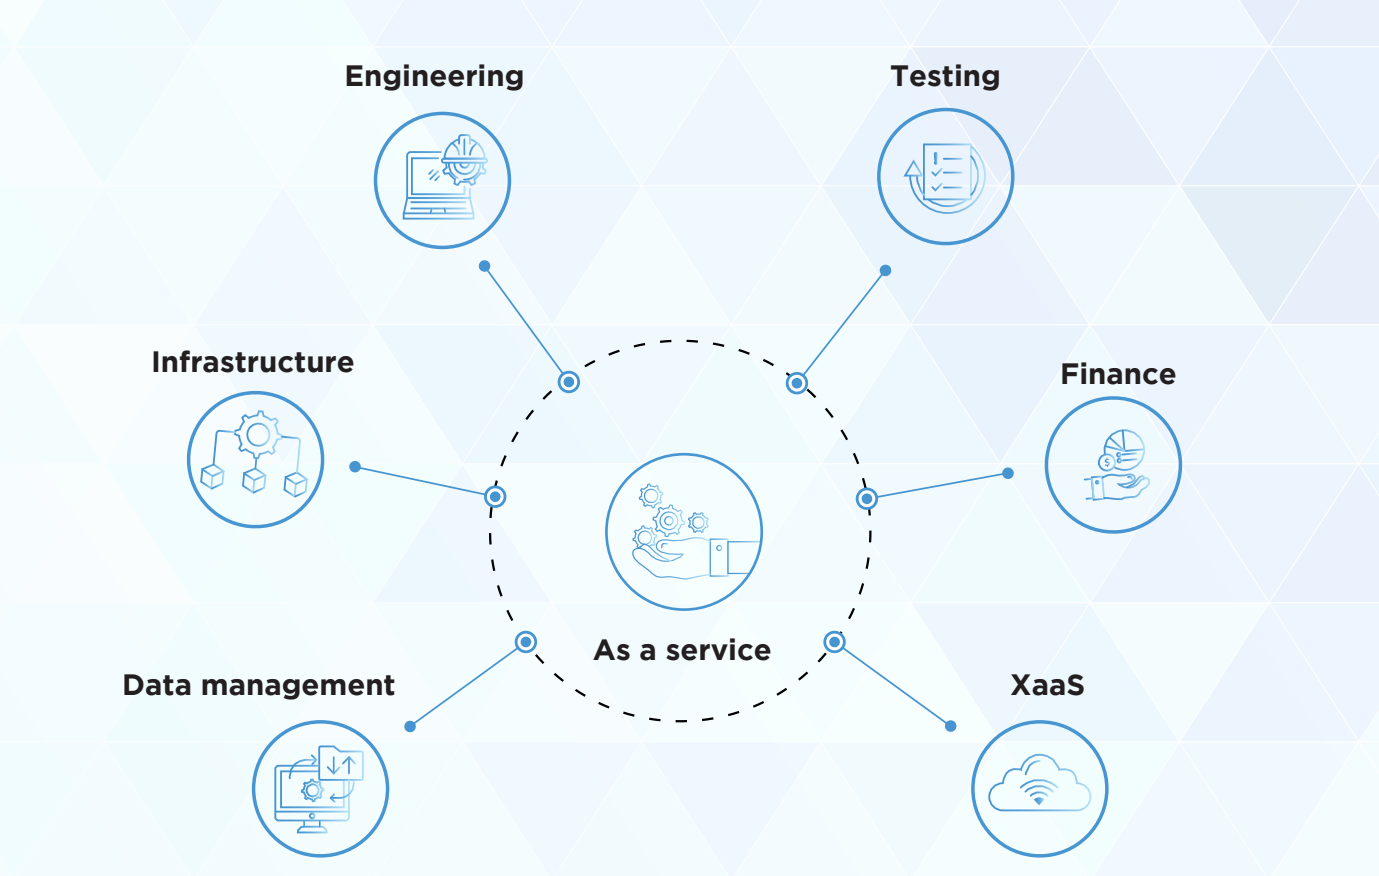 Engineering
Testing
Infrastructure
Finance
$
As a service
Data management
XaaS